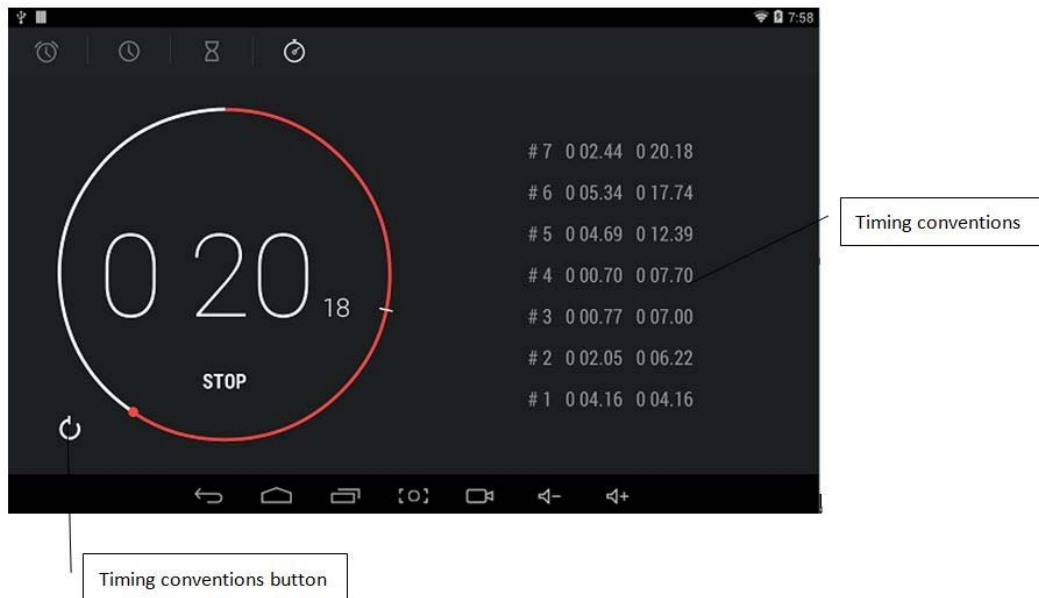 7:58
# 7 0 02.44 0 20.18
# 6 0 05.34 0 17.74
# 5 0 04.69 0 12.39
# 4 0 00.70 0 07.70
# 3 0 00.77 0 07.00
# 2 0 02.05 0 06.22
# 1 0 04.16 0 04.16
0 20 18
STOP
Timing conventions
Timing conventions button